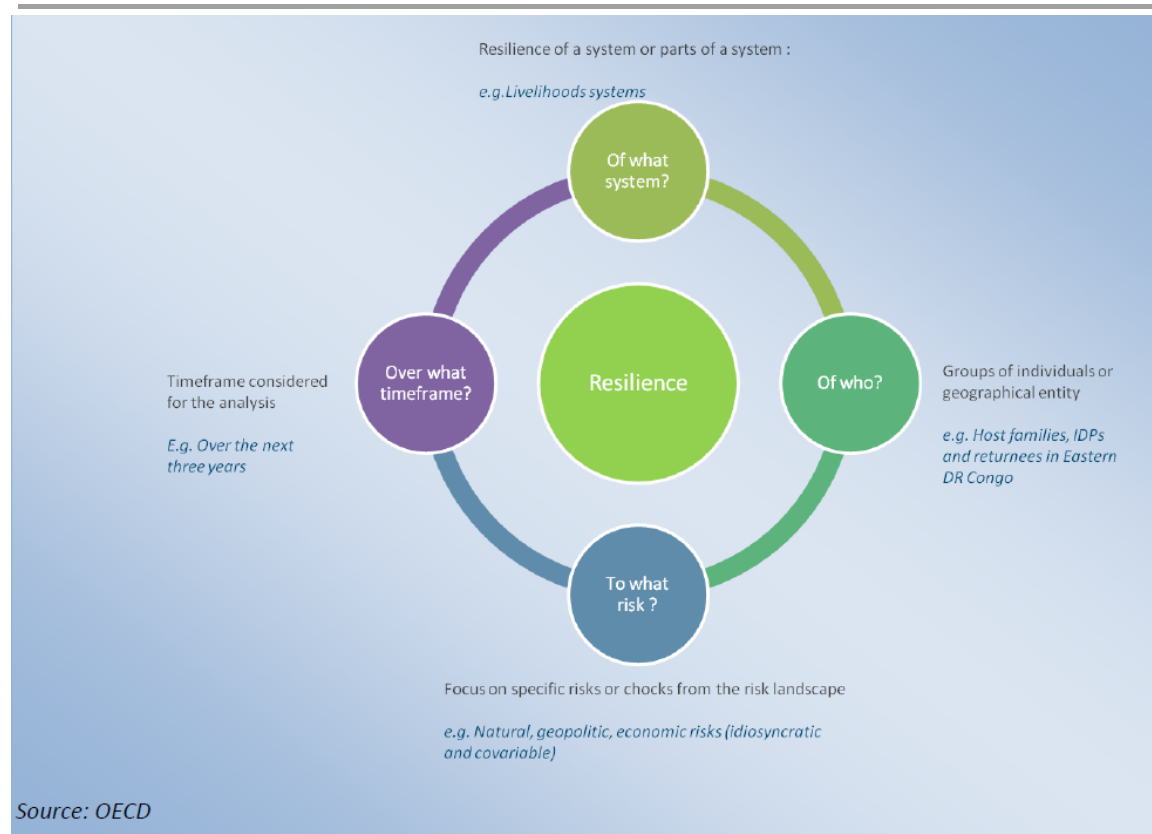 Resilience of a system or parts of a system :
e.g.Livelihoods systems
Of what
system?
Over what
timeframe?
Resilience
Of who?
Timeframe considered
for the analysis
E.g. Over the next
three years
Groups of individuals or
geographical entity
e.g. Host families, IDPs
and returnees in Eastern
DR Congo
To what
risk ?
Focus on specific risks or chocks from the risk landscape
e.g. Natural, geopolitic, economic risks (idiosyncratic
and covariable)
Source: OECD